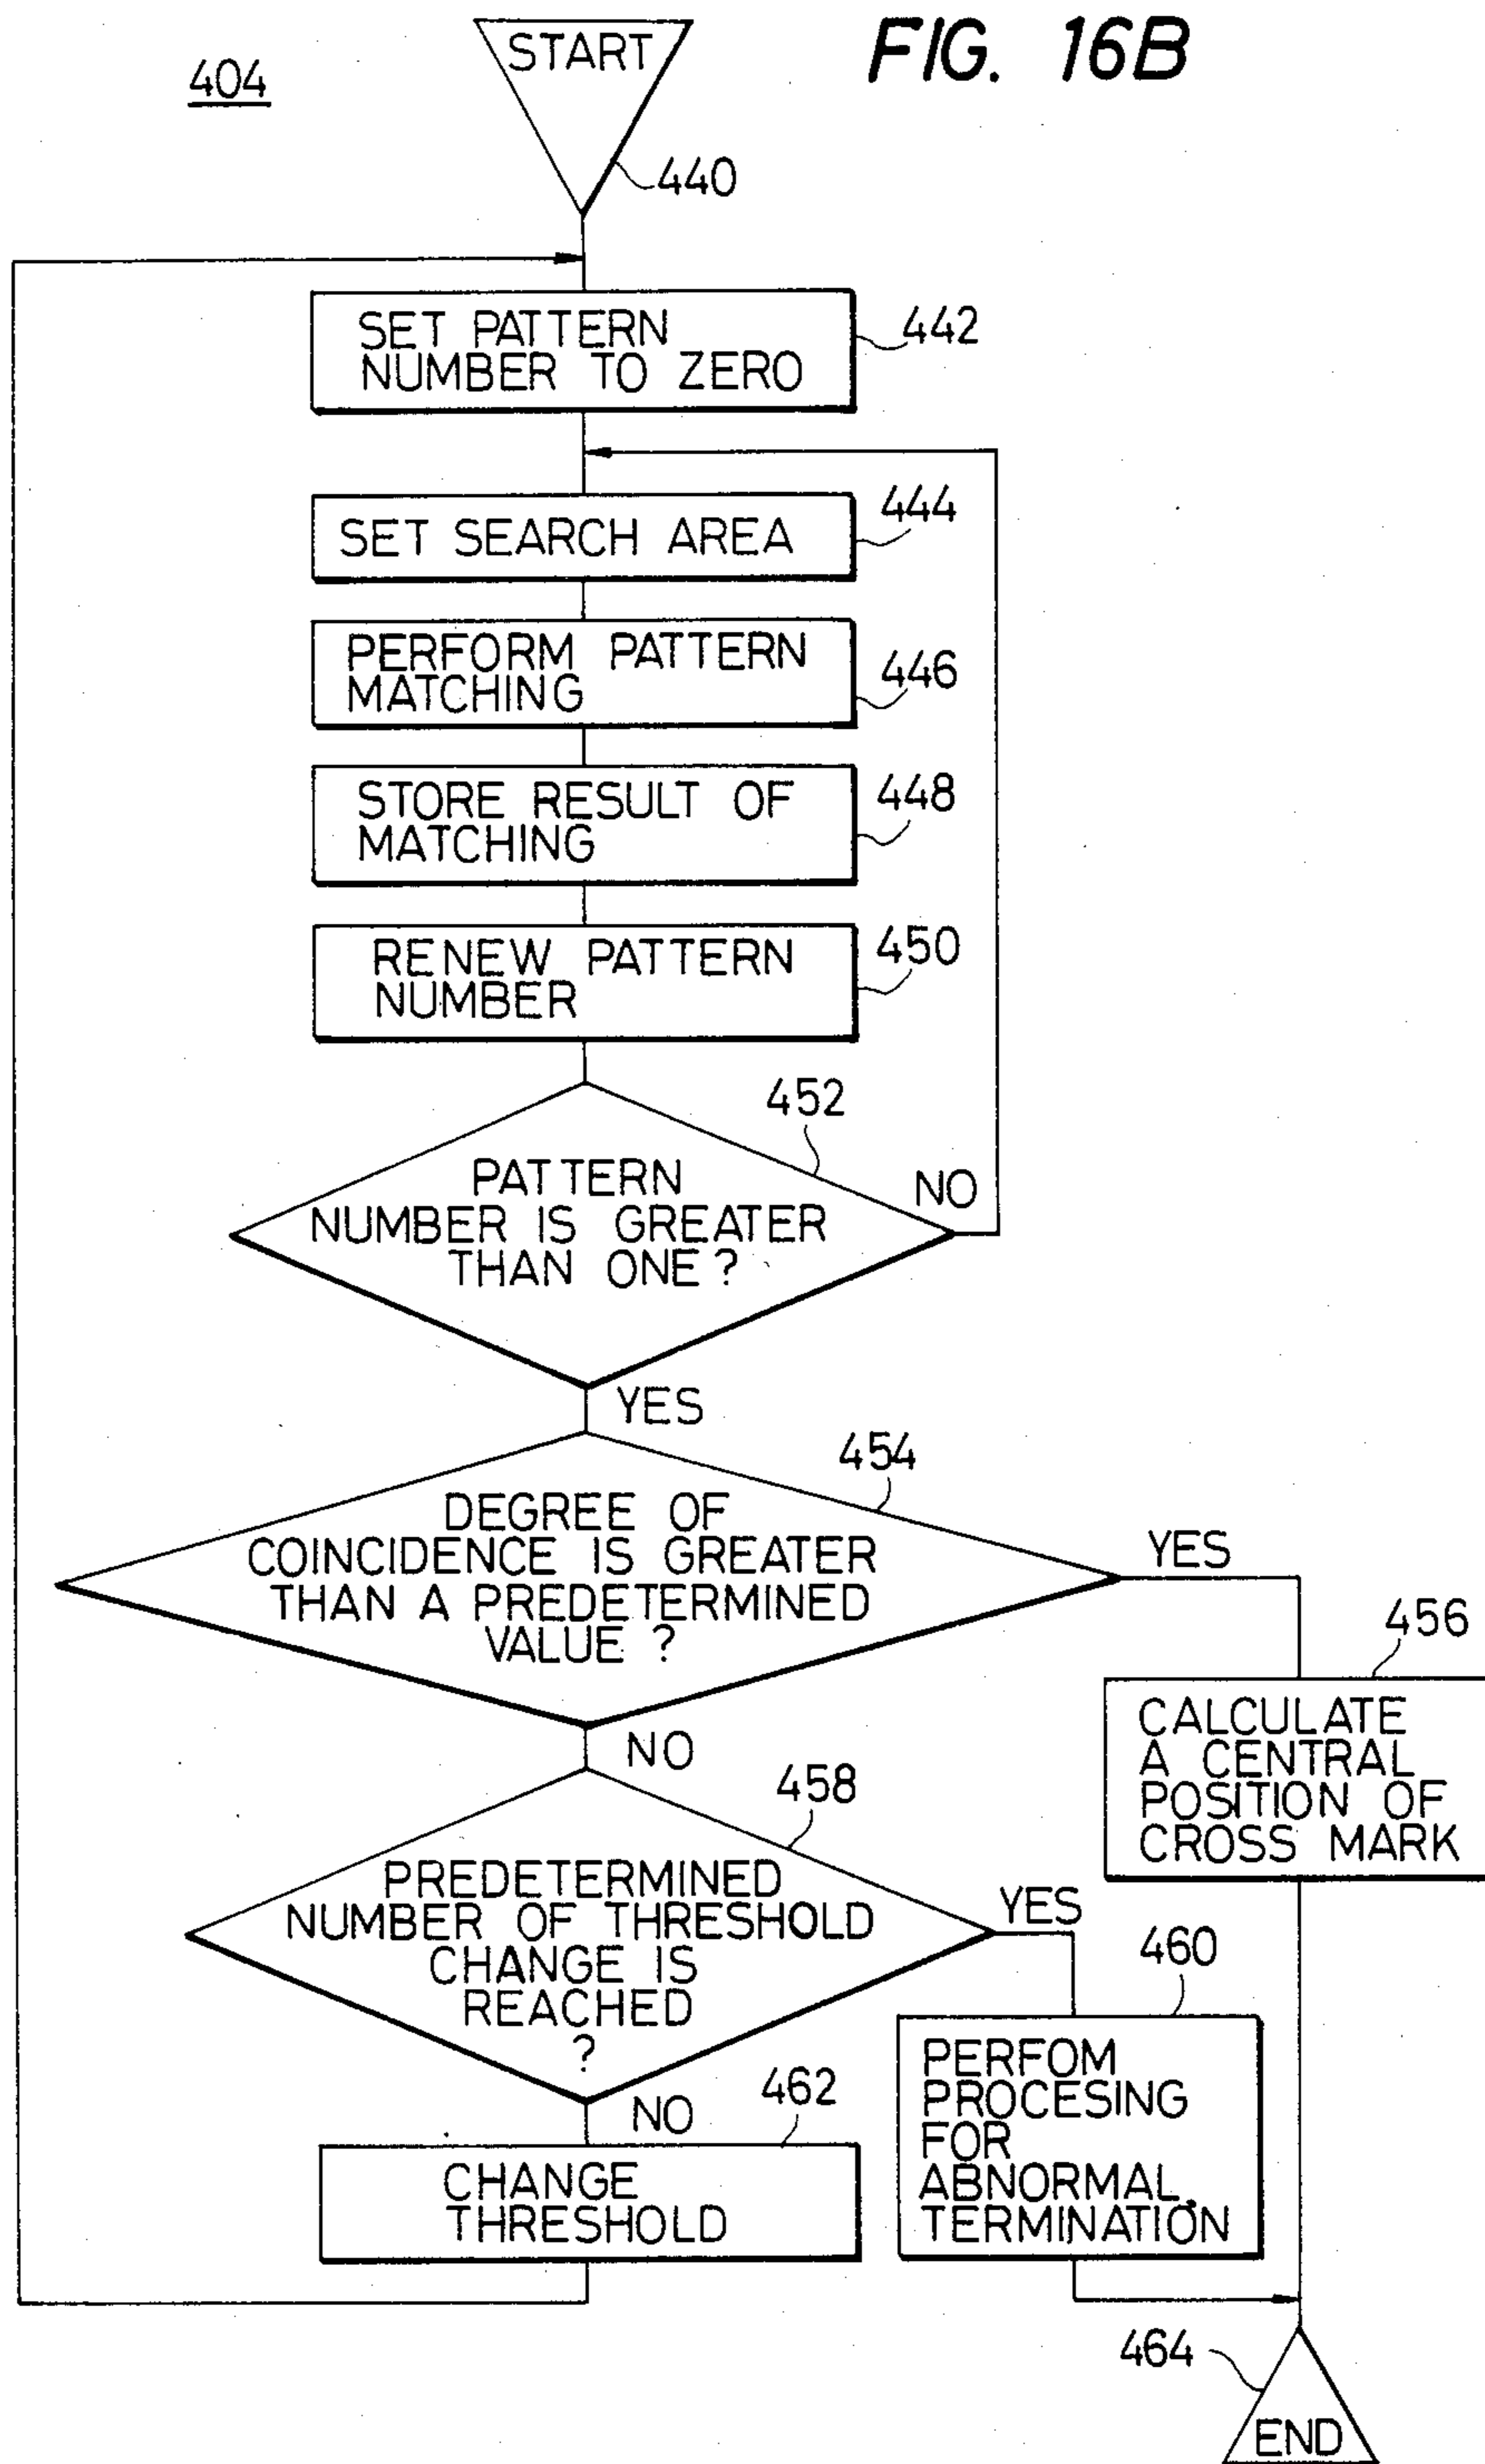 FIG. 16B
404
START
440
SET PATTERN
NUMBER TO ZERO
442
SET SEARCH AREA
444
PERFORM PATTERN
MATCHING
446
STORE RESULT OF
MATCHING
448
RENEW PATTERN
NUMBER
450
452
PATTERN
NUMBER IS GREATER
THAN ONE?
NO
YES
454
DEGREE OF
COINCIDENCE IS GREATER
THAN A PREDETERMINED
VALUE ?
YES
456
CALCULATE
A CENTRAL
POSITION OF
CROSS MARK
NO
458
PREDETERMINED
NUMBER OF THRESHOLD
CHANGE IS
REACHED
?
YES
460
PERFOM
PROCESING
FOR
ABNORMAL
TERMINATION
NO
462
CHANGE
THRESHOLD
464
END